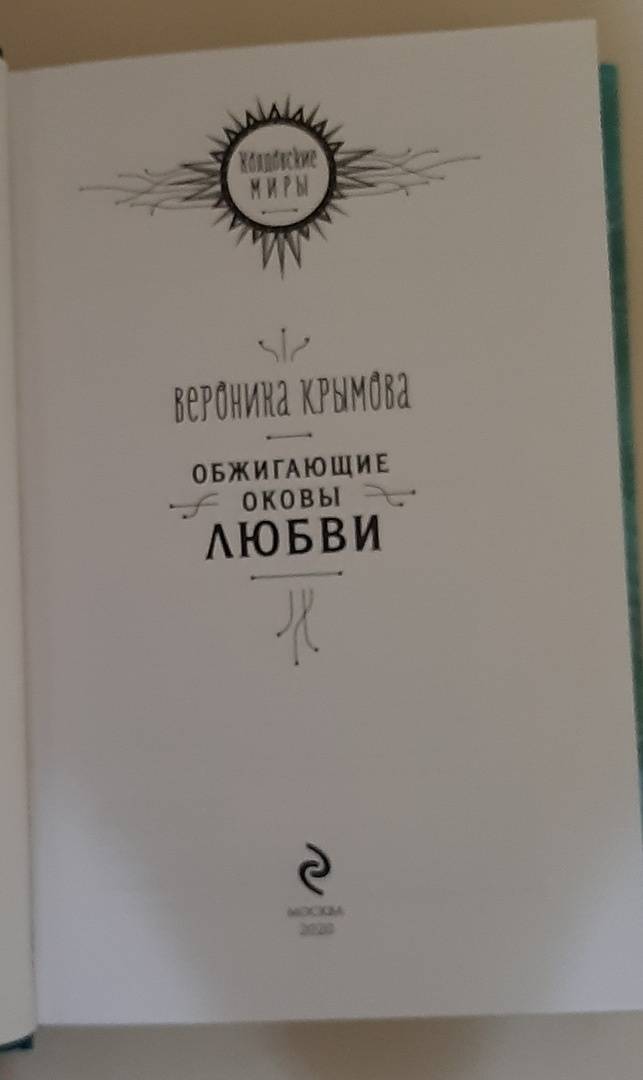 Колдовские
МИРЫ
ВЕРОНИКА КРЫМОВА
ОБЖИГАЮЩИЕ
ОКОВЫ
ЛЮБВИ
МОСКВА
2020